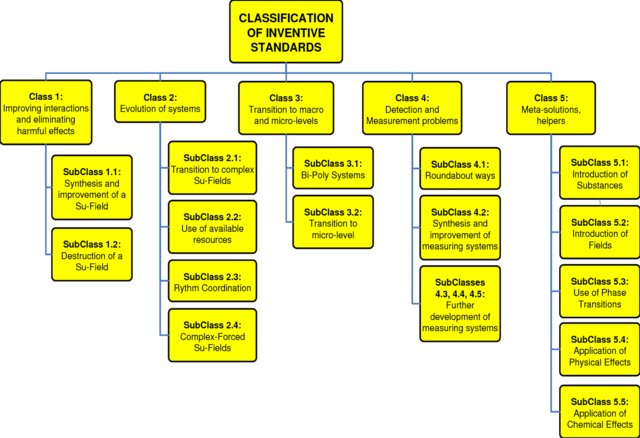 CLASSIFICATION
OF INVENTIVE
STANDARDS
Class 1:
Improving interactions
and eliminating
harmful effects
SubClass 1.1:
Synthesis and
improvement of a
Su-Field
SubClass 1.2:
Destruction of a
Su-Field
Class 2:
Evolution of systems
SubClass 2.1:
Transition to complex
Su-Fields
SubClass 2.2:
Use of available
resources
SubClass 2.3:
Rythm Coordination
SubClass 2.4:
Complex-Forced
Su-Fields
Class 3:
Transition to macro
and micro-levels
SubClass 3.1:
Bi-Poly Systems
SubClass 3.2:
Transition to
micro-level
Class 4:
Detection and
Measurement problems
SubClass 4.1:
Roundabout ways
SubClass 4.2:
Synthesis and
improvement of
measuring systems
SubClasses
4.3, 4.4, 4.5:
Further
development of
measuring systems
Class 5:
Meta-solutions,
helpers
SubClass 5.1:
Introduction of
Substances
SubClass 5.2:
Introduction of
Fields
SubClass 5.3:
Use of Phase
Transitions
SubClass 5.4:
Application of
Physical Effects
SubClass 5.5:
Application of
Chemical Effects